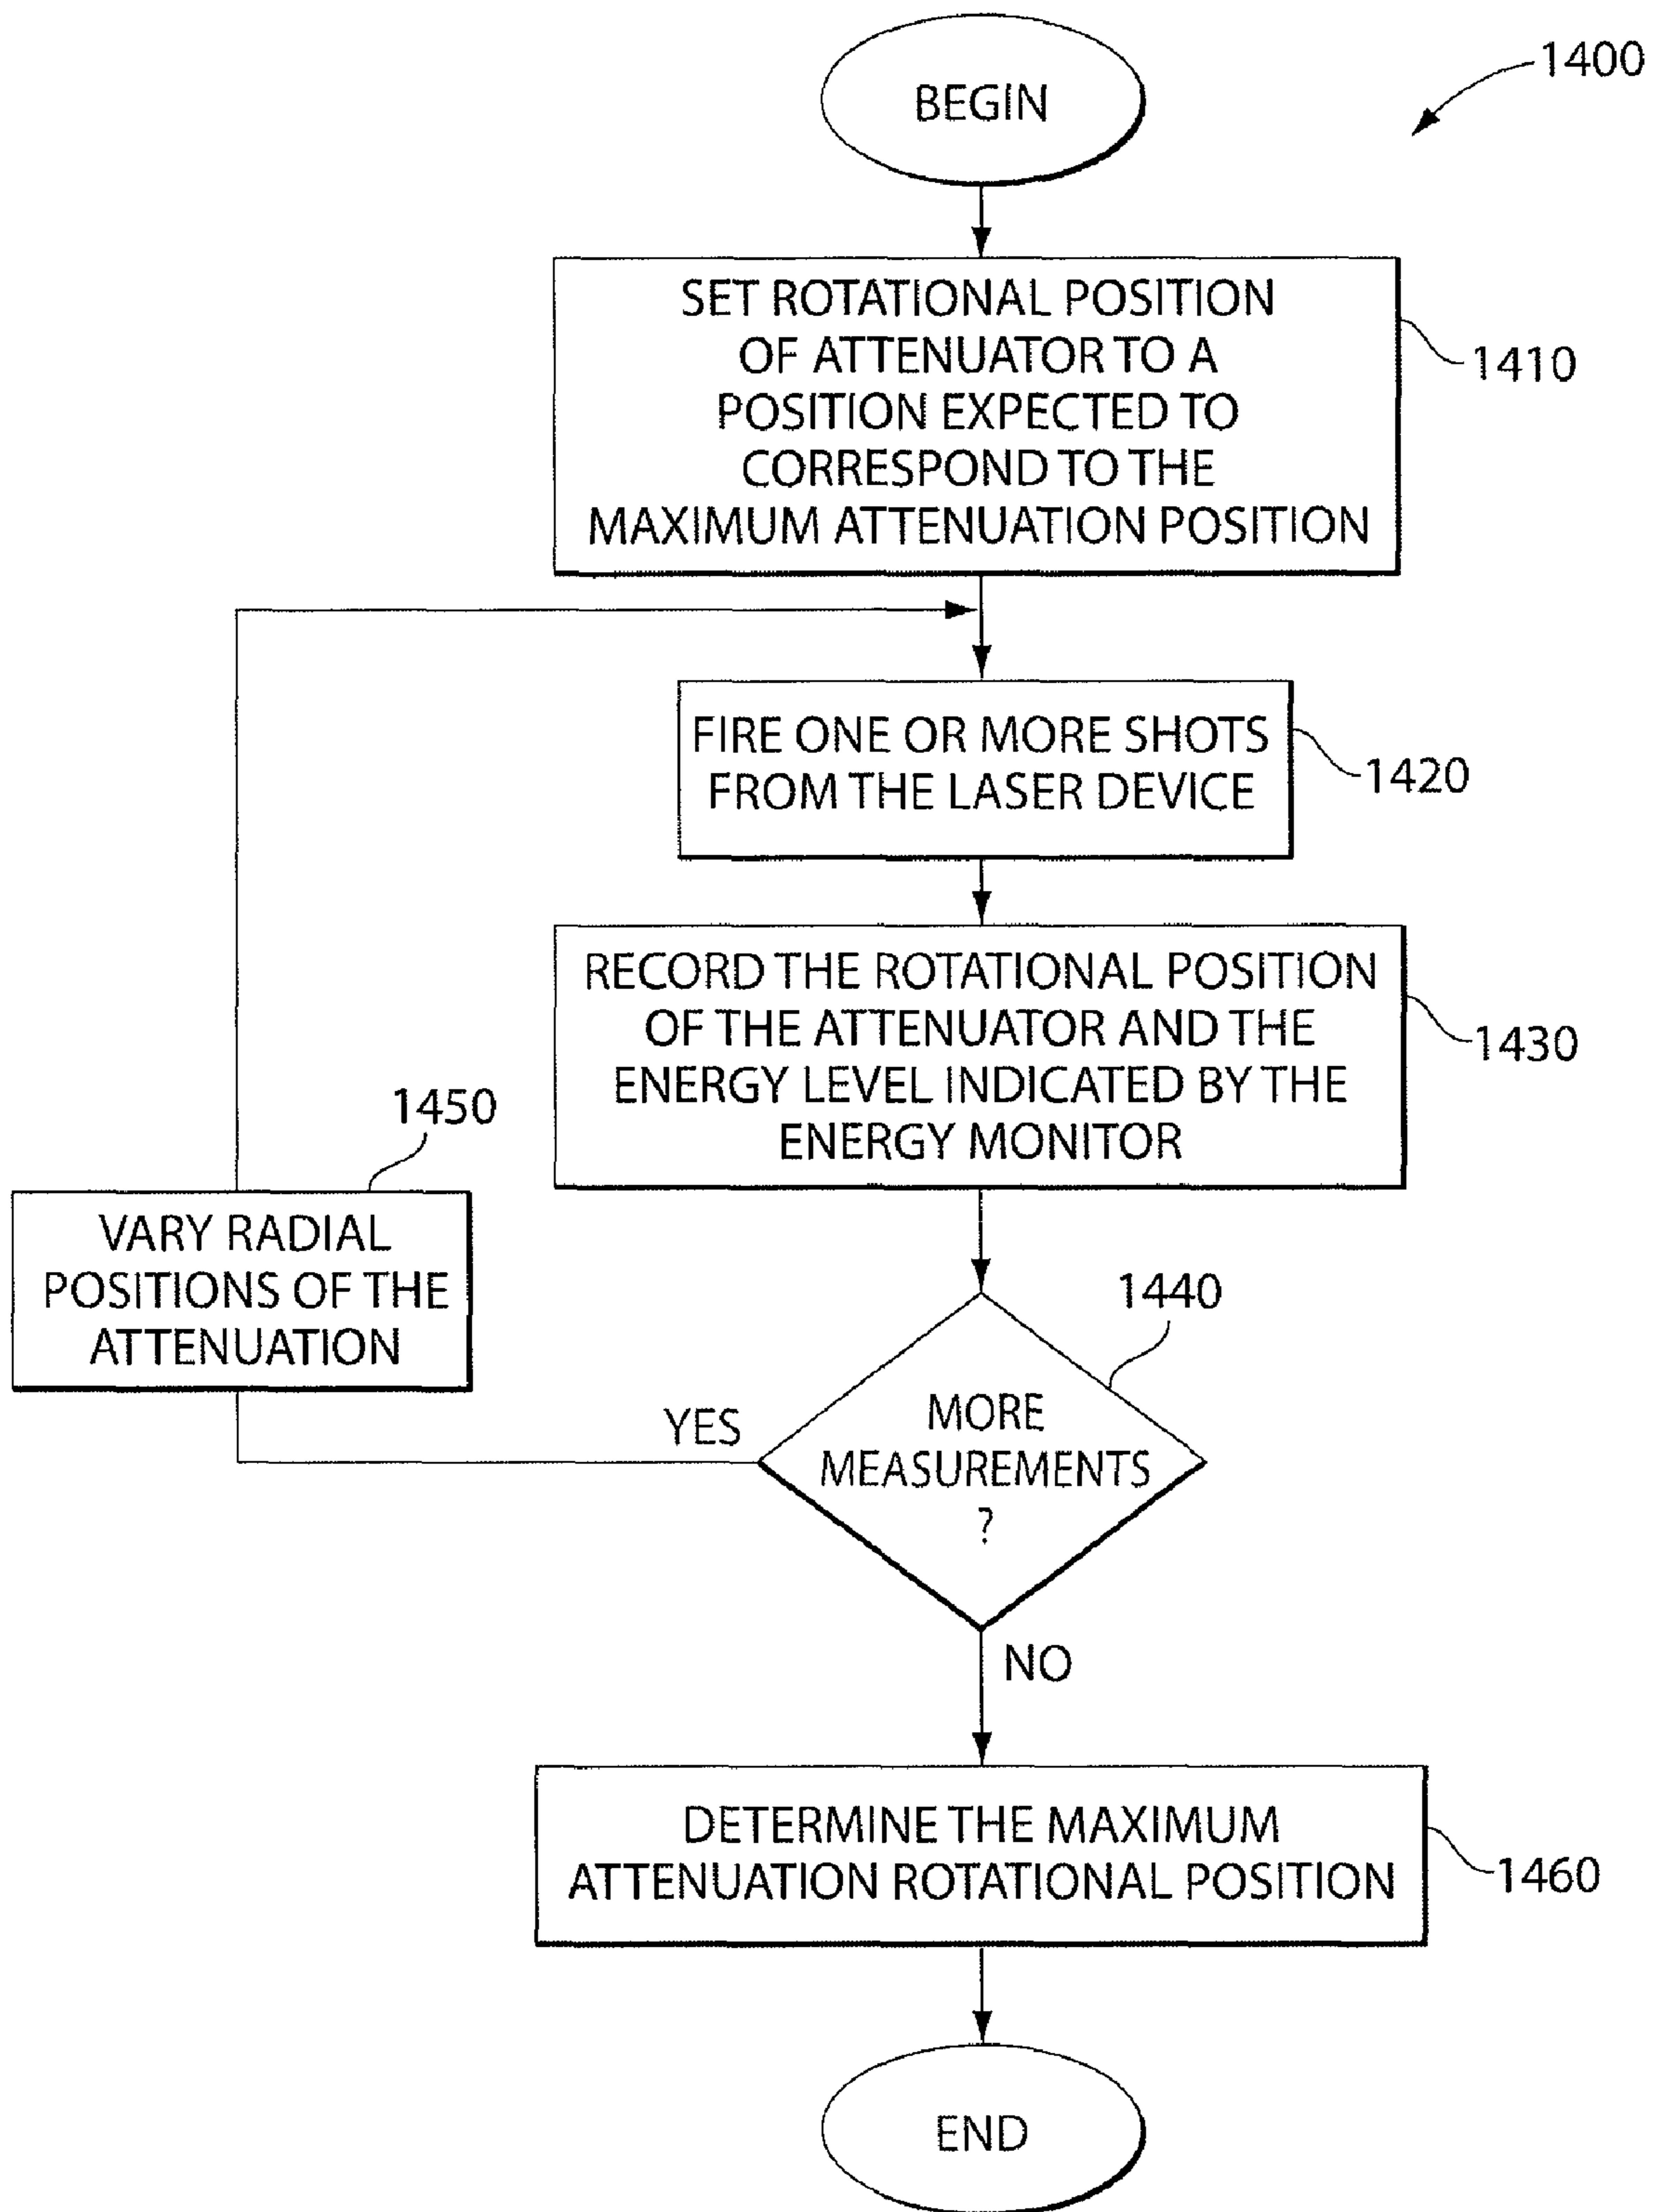 1400
BEGIN
SET ROTATIONAL POSITION
OF ATTENUATOR TO A
POSITION EXPECTED TO
CORRESPOND TO THE
MAXIMUM ATTENUATION POSITION
1410
FIRE ONE OR MORE SHOTS
FROM THE LASER DEVICE
1420
RECORD THE ROTATIONAL POSITION
OF THE ATTENUATOR AND THE
ENERGY LEVEL INDICATED BY THE
ENERGY MONITOR
1430
1450
VARY RADIAL
POSITIONS OF THE
ATTENUATION
1440
MORE
MEASUREMENTS
?
YES
NO
DETERMINE THE MAXIMUM
ATTENUATION ROTATIONAL POSITION
1460
END